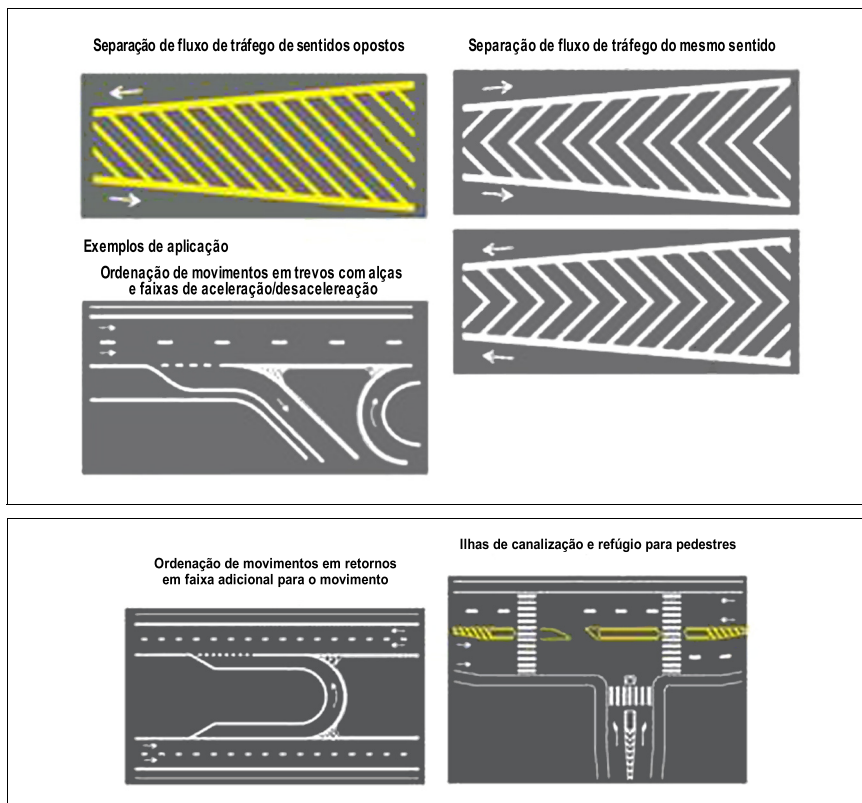 Separação de fluxo de tráfego de sentidos opostos
Separação de fluxo de tráfego do mesmo sentido
Exemplos de aplicação
Ordenação de movimentos em trevos com alças
e faixas de aceleração/desacelereação
Ordenação de movimentos em retornos
em faixa adicional para o movimento
Ilhas de canalização e refúgio para pedestres